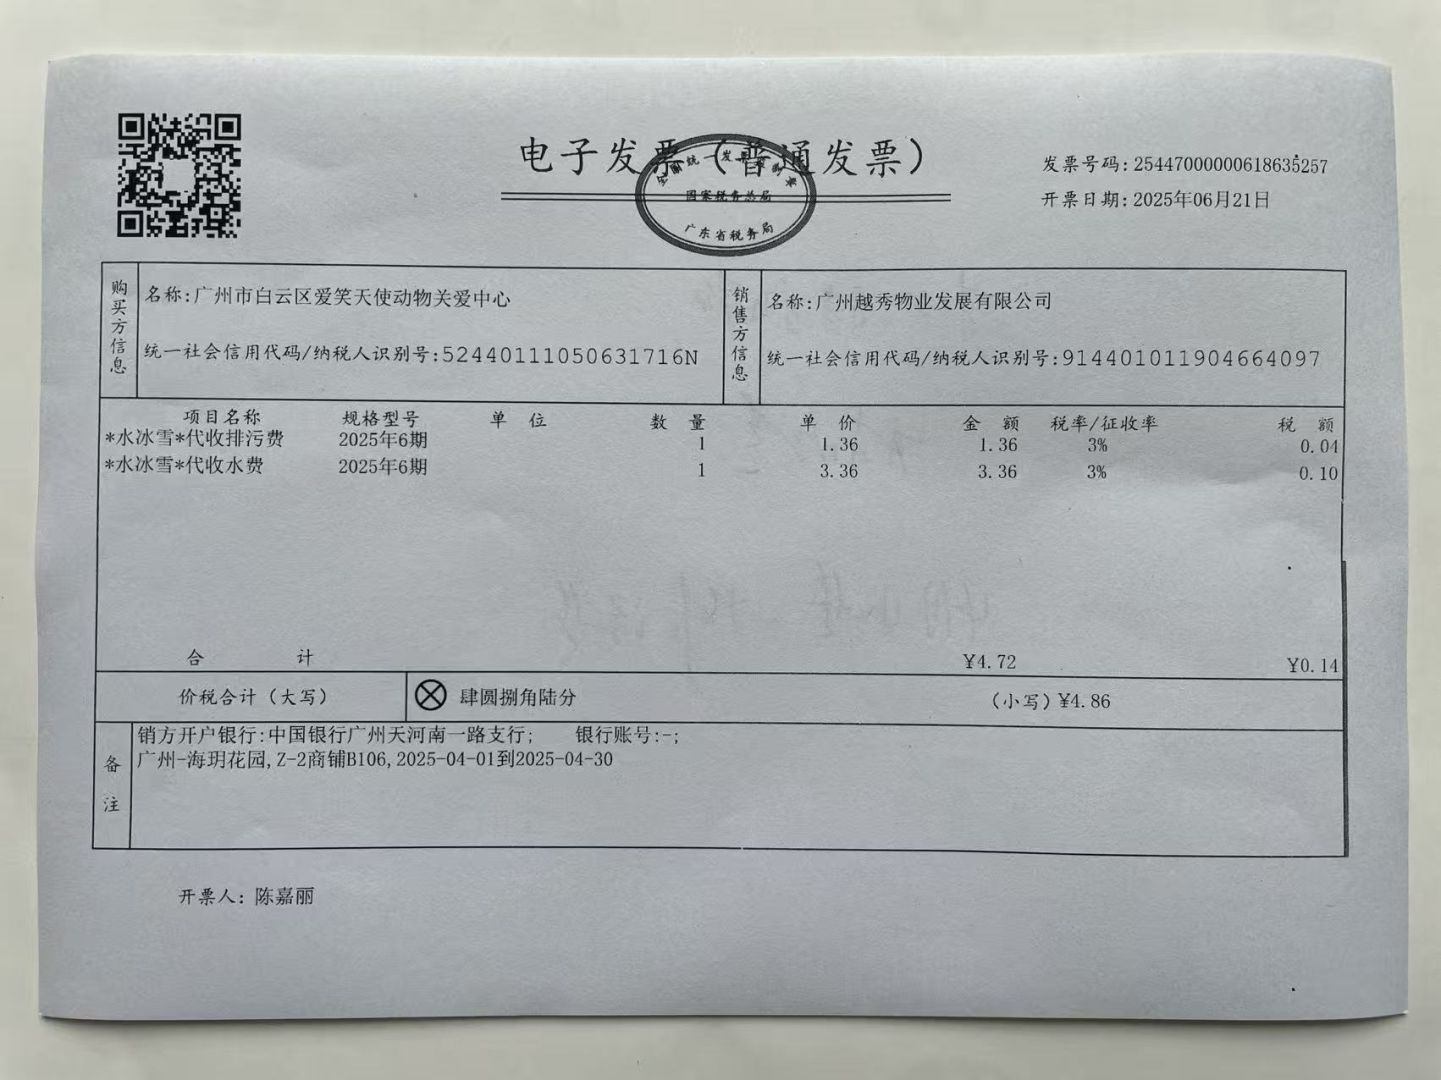 电子发票（普通发票）
全国统一发票监制章
国家税务总局
广东省税务局
发票号码:25447000000618635257
开票日期:2025年06月21日
购买方信息
名称:广州市白云区爱笑天使动物关爱中心
统一社会信用代码/纳税人识别号:52440111050631716N
销售方信息
名称:广州越秀物业发展有限公司
统一社会信用代码/纳税人识别号:914401011904664097
项目名称 规格型号 单位 数量 单价 金额 税率/征收率 税额
*水冰雪*代收排污费 2025年6期 1 1.36 1.36 3% 0.04
*水冰雪*代收水费 2025年6期 1 3.36 3.36 3% 0.10
合计 ¥4.72 ¥0.14
价税合计（大写） 肆圆捌角陆分 （小写）¥4.86
备注
销方开户银行:中国银行广州天河南一路支行; 银行账号:-;
广州-海玥花园,Z-2商铺B106,2025-04-01到2025-04-30
开票人: 陈嘉丽